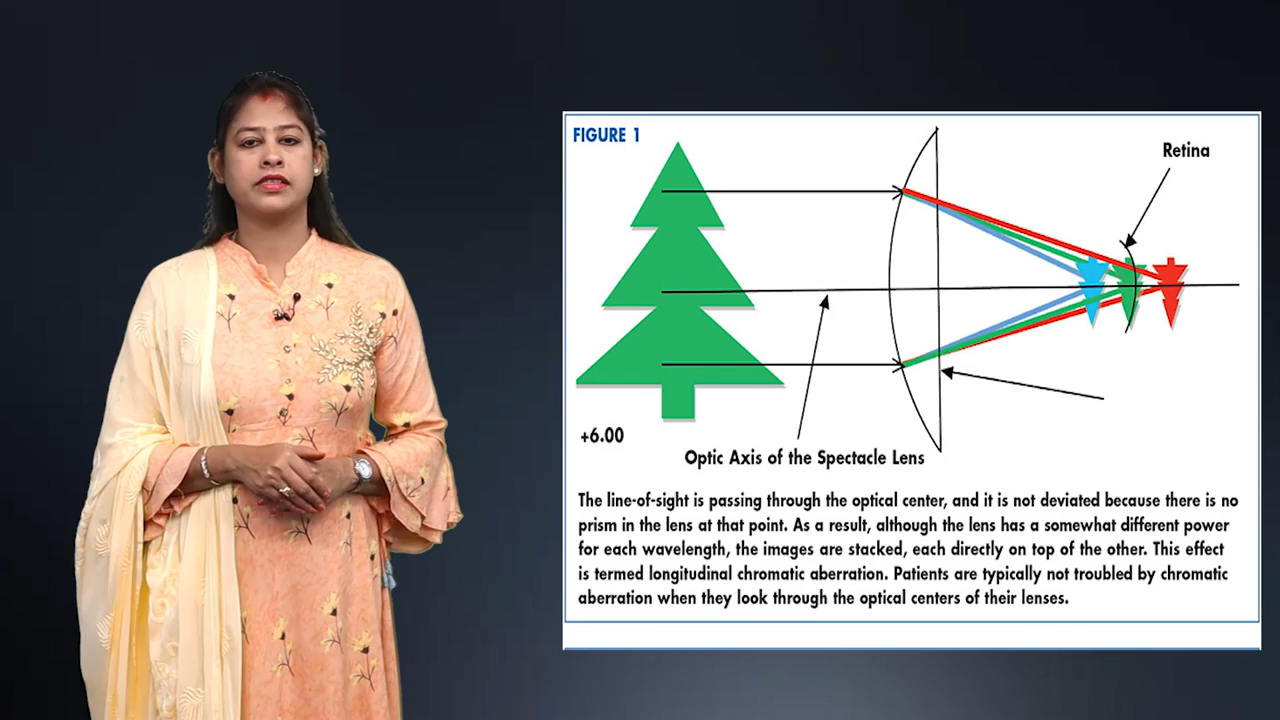 FIGURE 1
Retina
+6.00
Optic Axis of the Spectacle Lens
The line-of-sight is passing through the optical center, and it is not deviated because there is no
prism in the lens at that point. As a result, although the lens has a somewhat different power
for each wavelength, the images are stacked, each directly on top of the other. This effect
is termed longitudinal chromatic aberration. Patients are typically not troubled by chromatic
aberration when they look through the optical centers of their lenses.